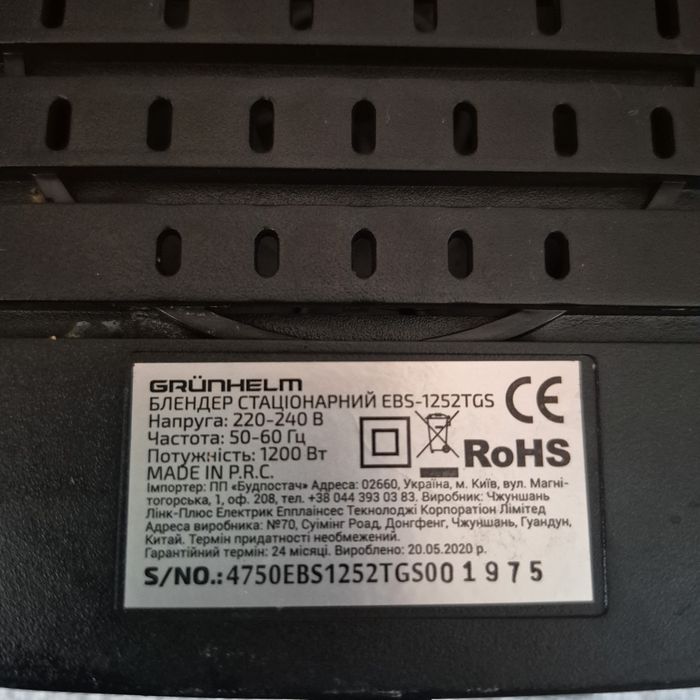 GRÜNHELM
БЛЕНДЕР СТАЦІОНАРНИЙ EBS-1252TGS
Напруга: 220-240 В
Частота: 50-60 Гц
Потужність: 1200 Вт
MADE IN P.R.C.
CE
RoHS
Імпортер: ПП «Будпостач» Адреса: 02660, Україна, м. Київ, вул. Магні-
тогорська, 1, оф. 208, тел. +38 044 393 03 83. Виробник: Чжуншань
Лінк-Плюс Електрик Епплаінсес Текнолоджі Корпоратіон Лімітед
Адреса виробника: №70, Суімінг Роад, Донгфенг, Чжуншань, Гуандун,
Китай. Термін придатності необмежений.
Гарантійний термін: 24 місяці. Вироблено: 20.05.2020 р.
S/NO.: 4750EBS1252TGS001975